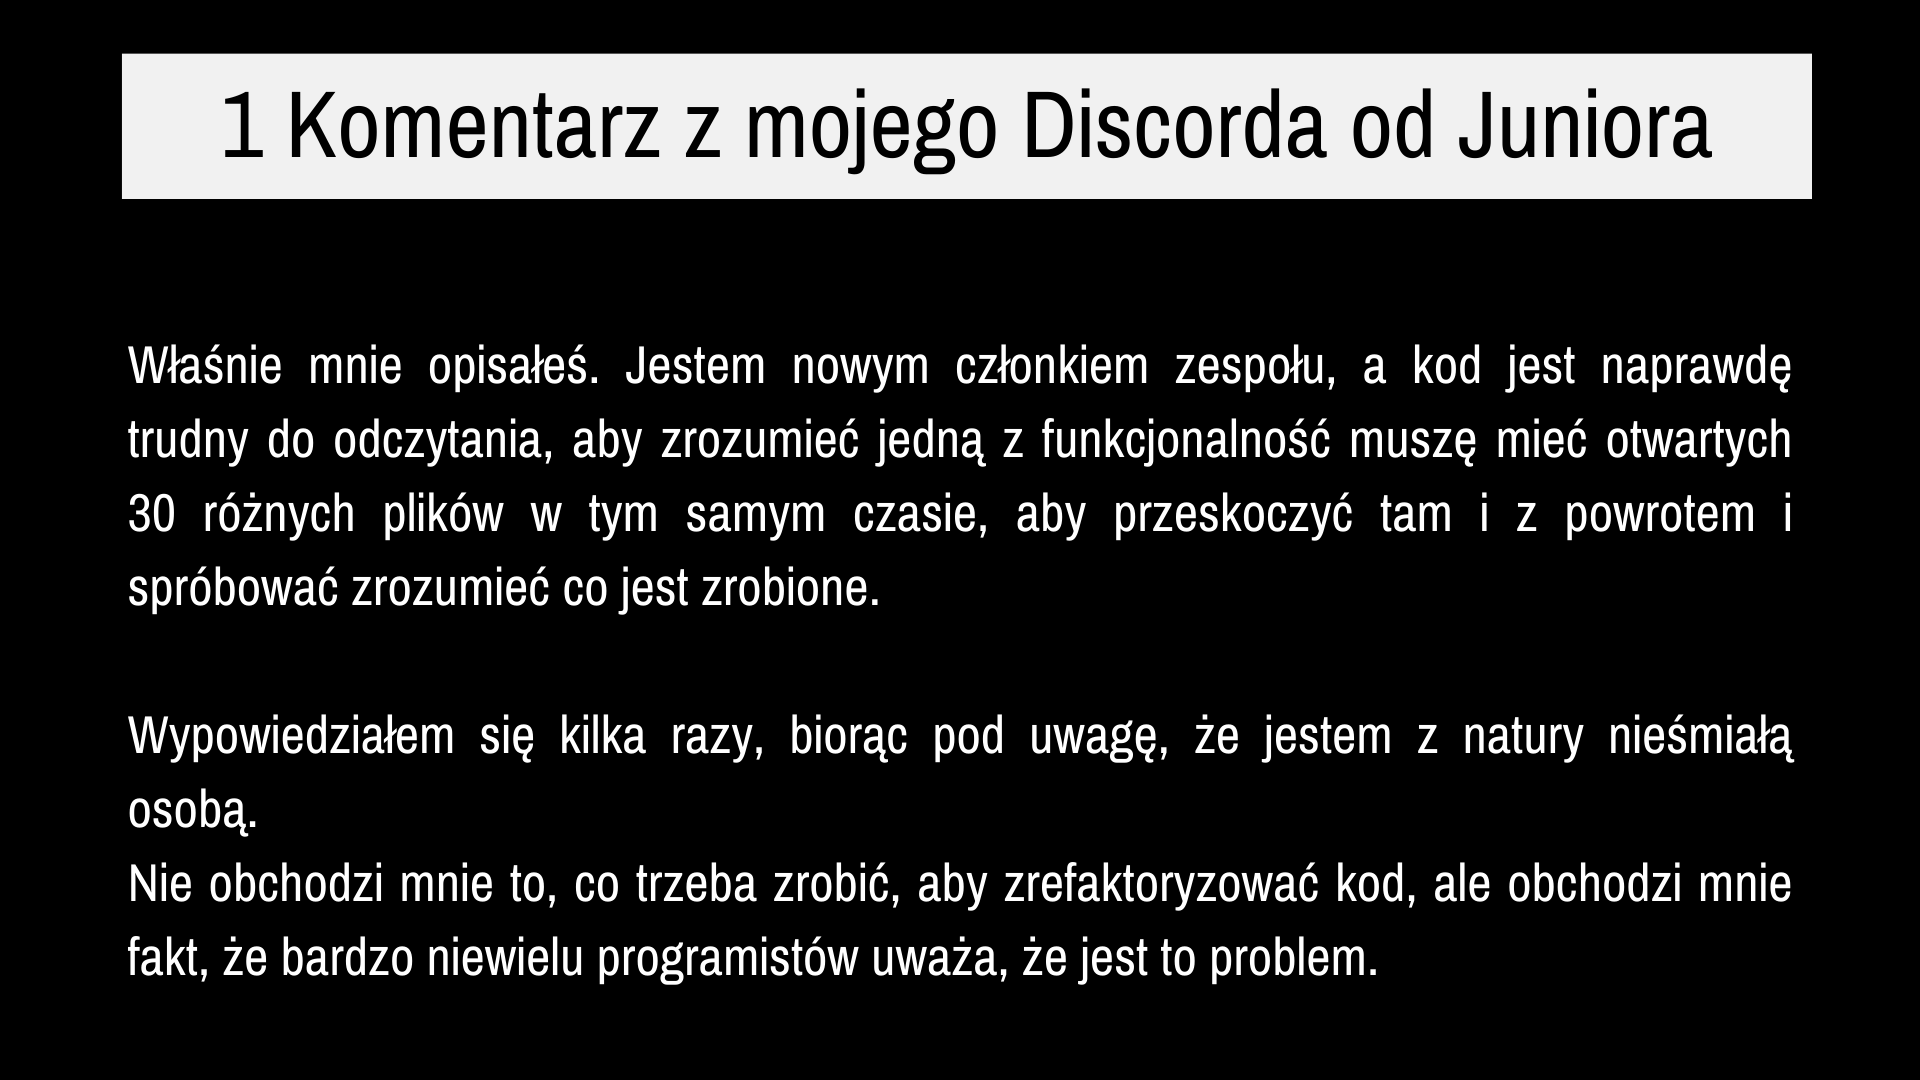 1 Komentarz z mojego Discorda od Juniora
Właśnie mnie opisałeś. Jestem nowym członkiem zespołu, a kod jest naprawdę
trudny do odczytania, aby zrozumieć jedną z funkcjonalność muszę mieć otwartych
30 różnych plików w tym samym czasie, aby przeskoczyć tam i z powrotem i
spróbować zrozumieć co jest zrobione.
Wypowiedziałem się kilka razy, biorąc pod uwagę, że jestem z natury nieśmiałą
osobą.
Nie obchodzi mnie to, co trzeba zrobić, aby zrefaktoryzować kod, ale obchodzi mnie
fakt, że bardzo niewielu programistów uważa, że jest to problem.